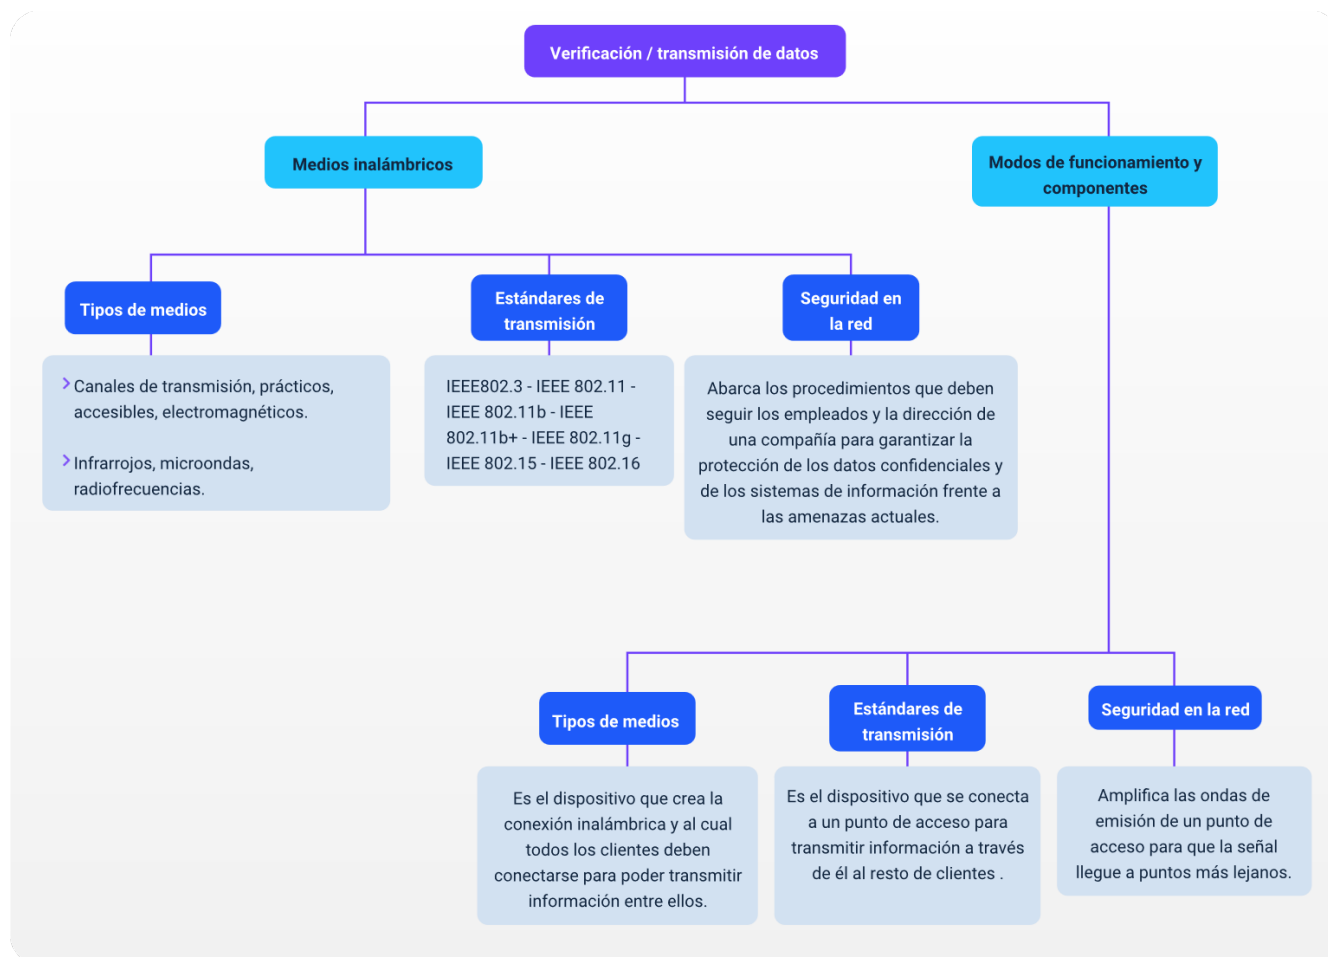 Verificación / transmisión de datos
Medios inalámbricos
Modos de funcionamiento y
componentes
Tipos de medios
Canales de transmisión, prácticos,
accesibles, electromagnéticos.
Infrarrojos, microondas,
radiofrecuencias.
Estándares de
transmisión
IEEE802.3 - IEEE 802.11 -
IEEE 802.11b - IEEE
802.11b+ - IEEE 802.11g -
IEEE 802.15 - IEEE 802.16
Seguridad en
la red
Abarca los procedimientos que deben
seguir los empleados y la dirección de
una compañía para garantizar la
protección de los datos confidenciales y
de los sistemas de información frente a
las amenazas actuales.
Tipos de medios
Es el dispositivo que crea la
conexión inalámbrica y al cual
todos los clientes deben
conectarse para poder transmitir
información entre ellos.
Estándares de
transmisión
Es el dispositivo que se conecta
a un punto de acceso para
transmitir información a través
de él al resto de clientes .
Seguridad en la red
Amplifica las ondas de
emisión de un punto de
acceso para que la señal
llegue a puntos más lejanos.